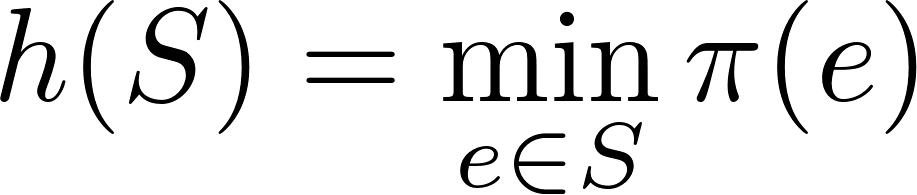 h(S) = min π(e)
e∈S